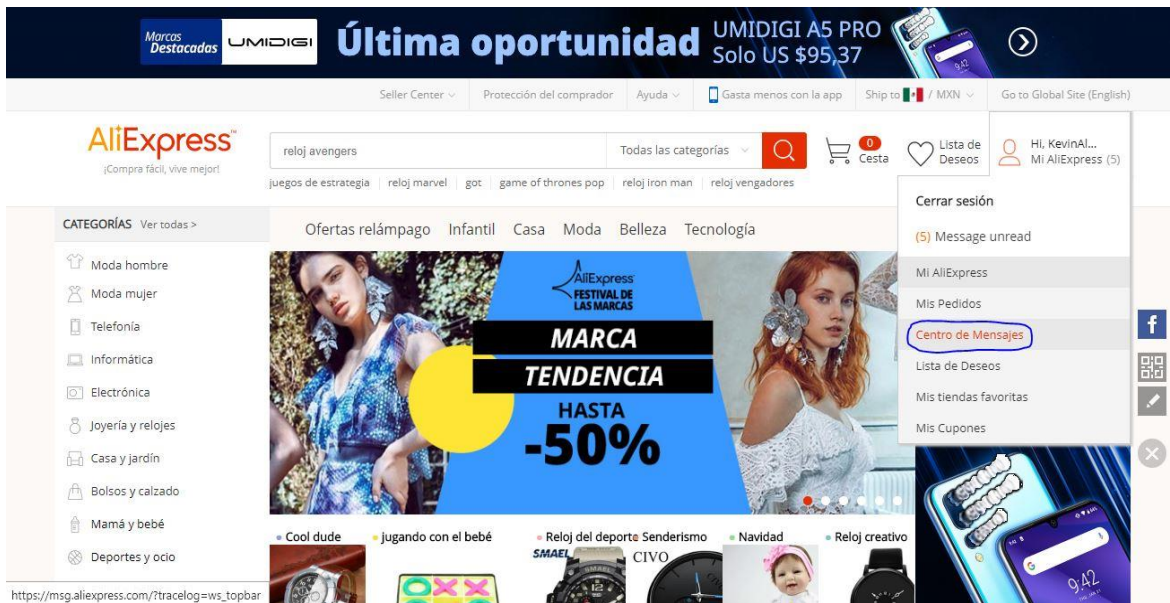 Marcas
Destacadas
UMIDIGI
Última oportunidad
UMIDIGI A5 PRO
Solo US $95,37
Seller Center
Protección del comprador
Ayuda
Gasta menos con la app
Ship to / MXN
Go to Global Site (English)
AliExpress™
¡Compra fácil, vive mejor!
reloj avengers
Todas las categorías
0
Cesta
Lista de
Deseos
Hi, KevinAl...
Mi AliExpress (5)
juegos de estrategia
reloj marvel
got
game of thrones pop
reloj iron man
reloj vengadores
Cerrar sesión
(5) Message unread
Mi AliExpress
Mis Pedidos
Centro de Mensajes
Lista de Deseos
Mis tiendas favoritas
Mis Cupones
CATEGORÍAS Ver todas >
Moda hombre
Moda mujer
Telefonía
Informática
Electrónica
Joyería y relojes
Casa y jardín
Bolsos y calzado
Mamá y bebé
Deportes y ocio
Ofertas relámpago
Infantil
Casa
Moda
Belleza
Tecnología
AliExpress
FESTIVAL DE
LAS MARCAS
MARCA
TENDENCIA
HASTA
-50%
Cool dude
jugando con el bebé
Reloj del deporte Senderismo
Navidad
Reloj creativo
SMAEL
CIVO
9:42
https://msg.aliexpress.com/?tracelog=ws_topbar